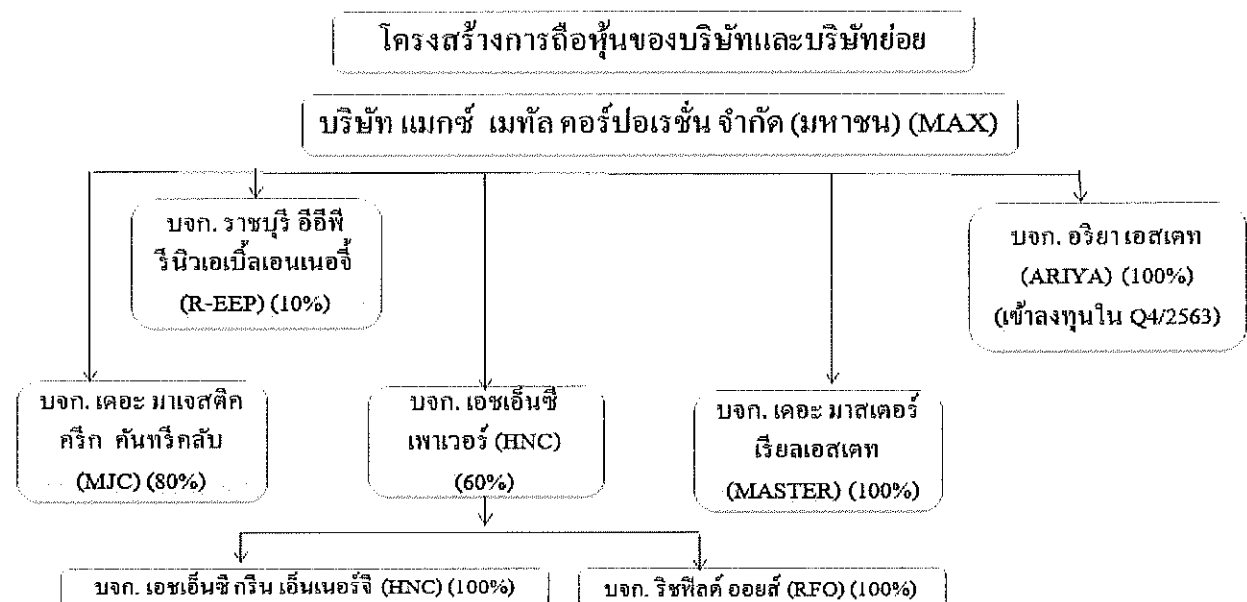 โครงสร้างการถือหุ้นของบริษัทและบริษัทย่อย
บริษัท แมกซ์ เมทัล คอร์ปอเรชั่น จำกัด (มหาชน) (MAX)
บจก. ราชบุรี อีอีพี
รีนิวเอเบิ้ลเอนเนอจี้
(R-EEP) (10%)
บจก. อริยา เอสเตท
(ARIYA) (100%)
(เข้าลงทุนใน Q4/2563)
บจก. เดอะ มาเจสติค
ครีก คันทรีคลับ
(MJC) (80%)
บจก. เอชเอ็นซี
เพาเวอร์ (HNC)
(60%)
บจก. เดอะ มาสเตอร์
เรียลเอสเตท
(MASTER) (100%)
บจก. เอชเอ็นซี กรีน เอ็นเนอร์จี (HNC) (100%)
บจก. ริชฟิลด์ ออยส์ (RFO) (100%)